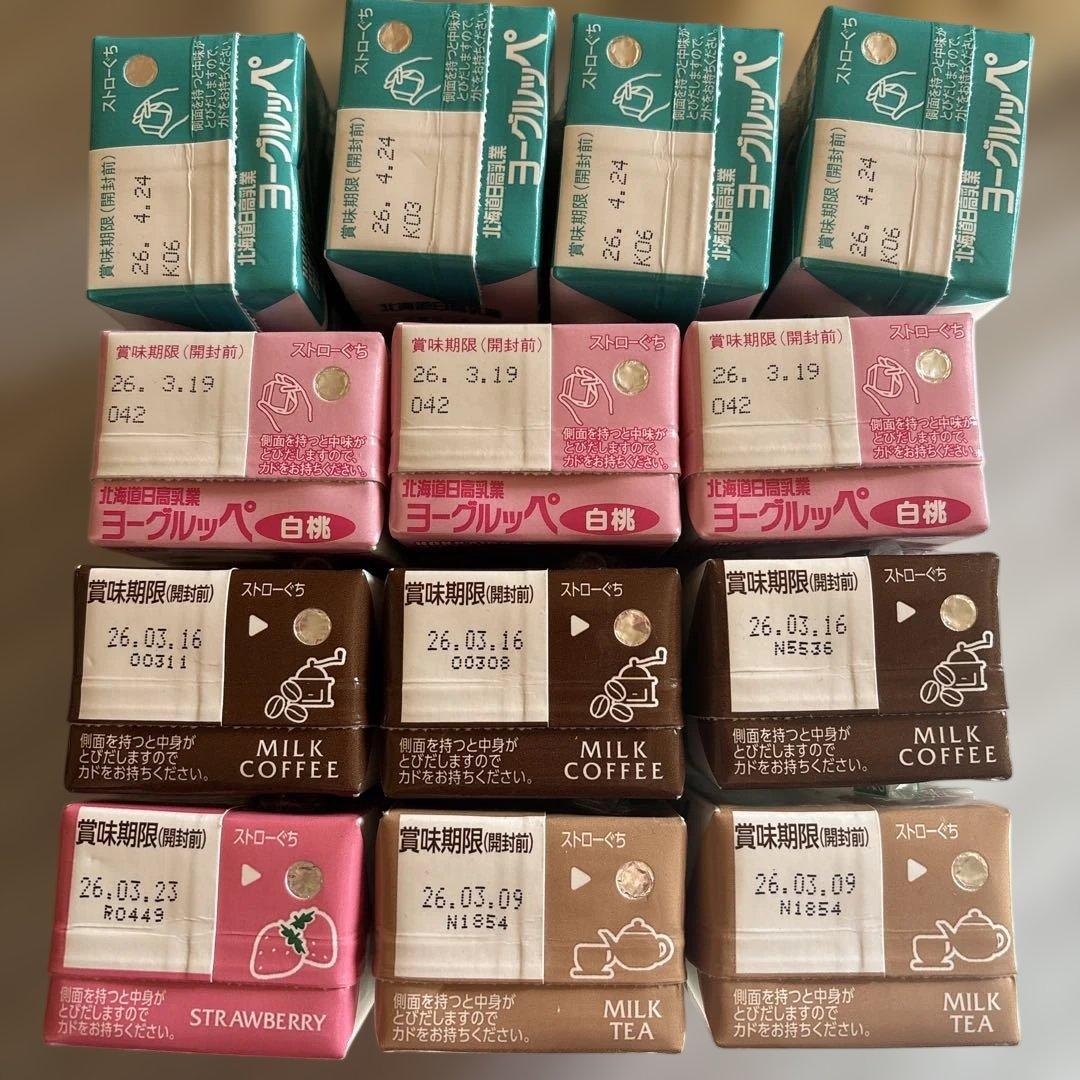 ストローぐち
側面を持つと中味が
とびだしますので、
カドをお持ちください。
賞味期限(開封前)
26. 4.24
K06
北海道日高乳業
ヨーグルッペ
ストローぐち
側面を持つと中味が
とびだしますので、
カドをお持ちください。
賞味期限(開封前)
26. 4.24
K03
北海道日高乳業
ヨーグルッペ
北海道日高乳業
ストローぐち
側面を持つと中味が
とびだしますので、
カドをお持ちください。
賞味期限(開封前)
26. 4.24
K06
北海道日高乳業
ヨーグルッペ
ストローぐち
側面を持つと中味が
とびだしますので、
カドをお持ちください。
賞味期限(開封前)
26. 4.24
K06
北海道日高乳業
ヨーグルッペ
賞味期限(開封前)
ストローぐち
26. 3.19
042
側面を持つと中味が
とびだしますので、
カドをお持ちください。
北海道日高乳業
ヨーグルッペ 白桃
賞味期限(開封前)
ストローぐち
26. 3.19
042
側面を持つと中味が
とびだしますので、
カドをお持ちください。
北海道日高乳業
ヨーグルッペ 白桃
賞味期限(開封前)
ストローぐち
26. 3.19
042
側面を持つと中味が
とびだしますので、
カドをお持ちください。
北海道日高乳業
ヨーグルッペ 白桃
賞味期限(開封前)
ストローぐち
26.03.16
00311
側面を持つと中身が
とびだしますので
カドをお持ちください。
MILK
COFFEE
賞味期限(開封前)
ストローぐち
26.03.16
00308
側面を持つと中身が
とびだしますので
カドをお持ちください。
MILK
COFFEE
賞味期限(開封前)
ストローぐち
26.03.16
N5536
側面を持つと中身が
とびだしますので
カドをお持ちください。
MILK
COFFEE
賞味期限(開封前)
ストローぐち
26.03.23
R0449
側面を持つと中身が
とびだしますので
カドをお持ちください。
STRAWBERRY
賞味期限(開封前)
ストローぐち
26.03.09
N1854
側面を持つと中身が
とびだしますので
カドをお持ちください。
MILK
TEA
賞味期限(開封前)
ストローぐち
26.03.09
N1854
側面を持つと中身が
とびだしますので
カドをお持ちください。
MILK
TEA